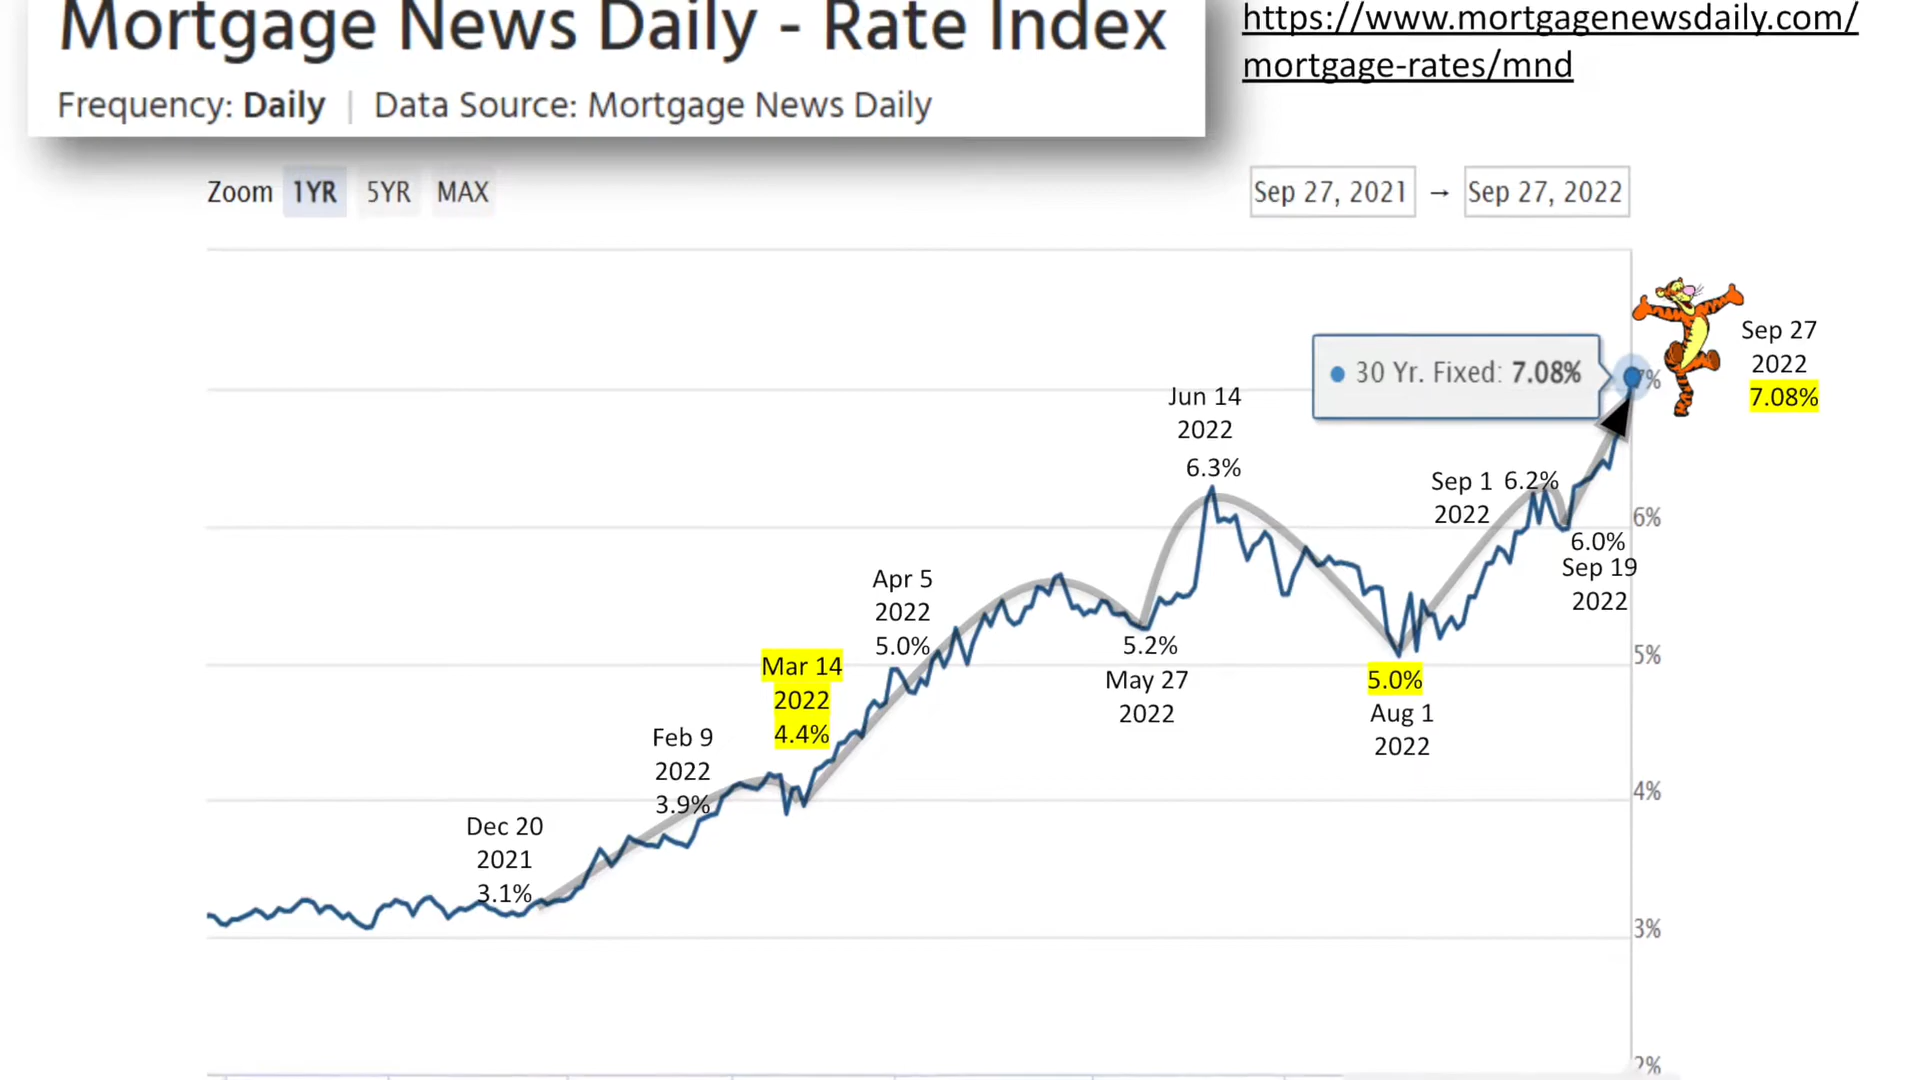 Mortgage News Daily - Rate Index
Frequency: Daily | Data Source: Mortgage News Daily
https://www.mortgagenewsdaily.com/
mortgage-rates/mnd
Zoom 1YR 5YR MAX
Sep 27, 2021 → Sep 27, 2022
30 Yr. Fixed: 7.08%
7%
Sep 27
2022
7.08%
Jun 14
2022
6.3%
Sep 1 6.2%
2022
6%
6.0%
Sep 19
2022
Apr 5
2022
5.0%
5.2%
May 27
2022
5%
5.0%
Aug 1
2022
Mar 14
2022
4.4%
Feb 9
2022
3.9%
4%
Dec 20
2021
3.1%
3%
2%